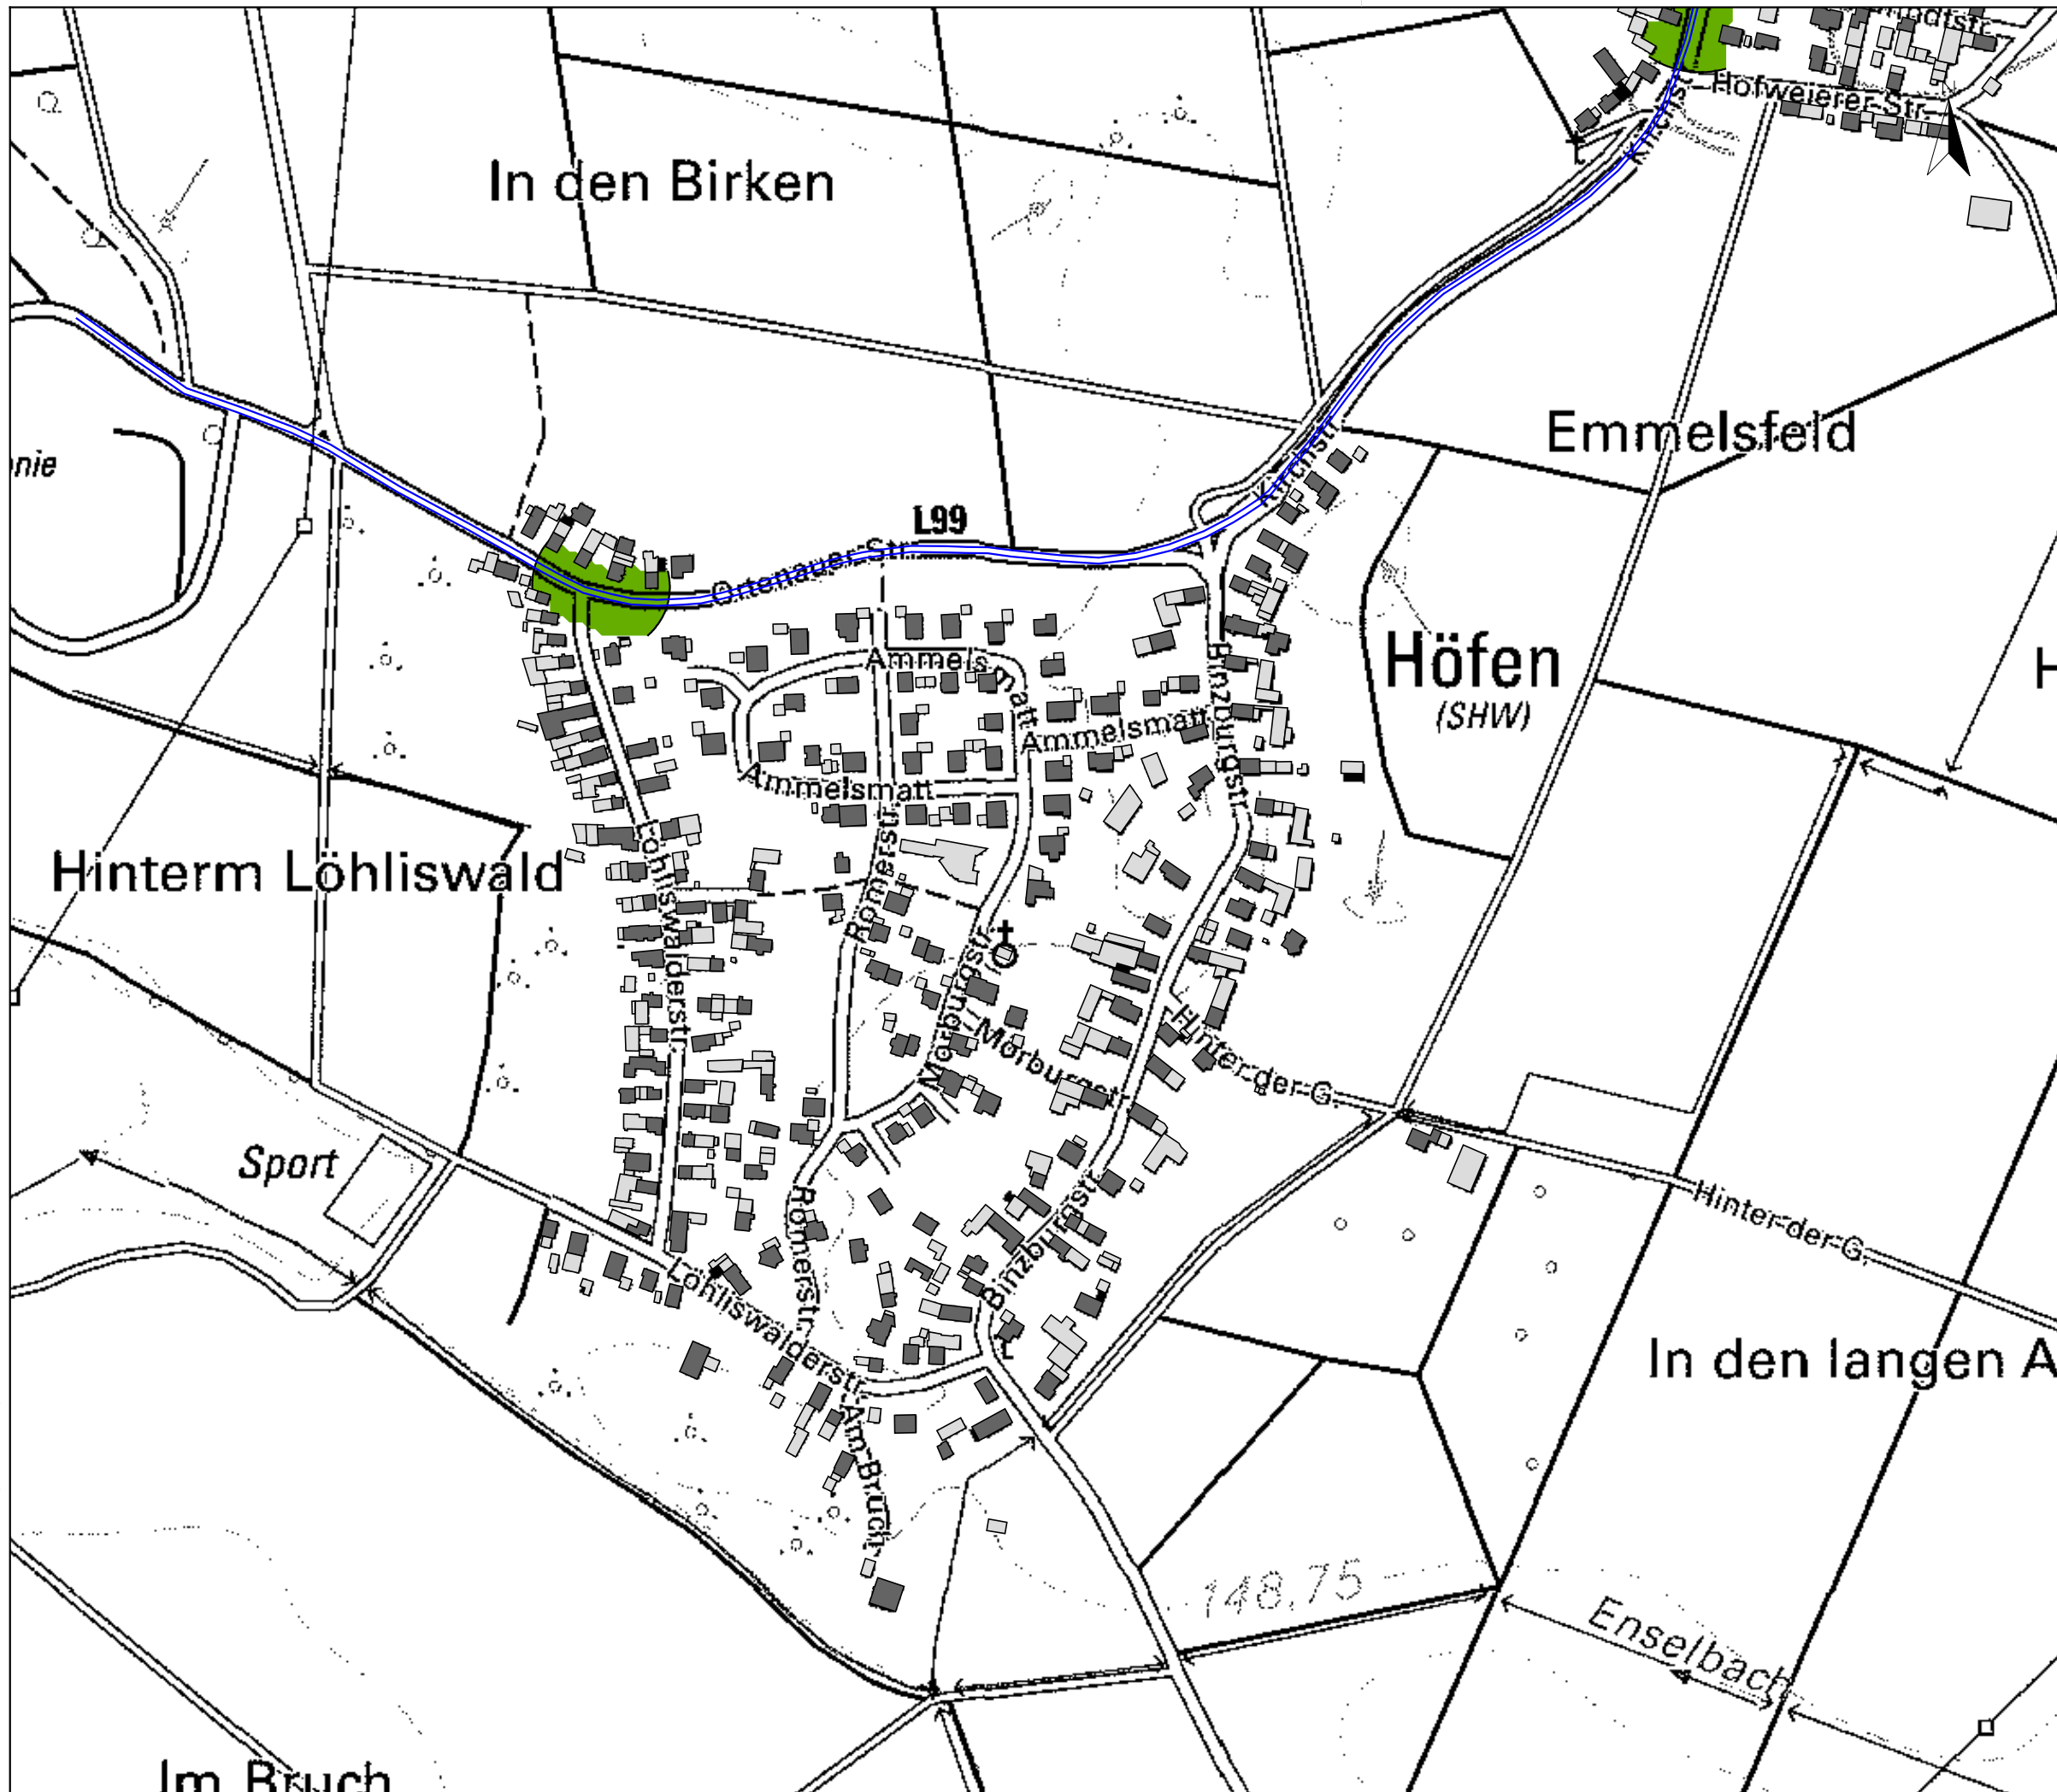 Hofweierer Str.
In den Birken
Kirchstr.
Emmelsfeld
nie
L99
Ortenauer Str.
Höfen
(SHW)
H
Ammelsmatt
Ammelsmatt
Ammelsmatt
Binzburgstr.
Hinterm Löhliswald
Löhliswalderstr.
Römerstr.
Morburgstr.
Morburgstr.
Hinter der G.
Sport
Hinter der G.
Römerstr.
Binzburgstr.
Löhliswalderstr.
In den langen A
Am Bruch
148.75
Enselbach
Im Bruch